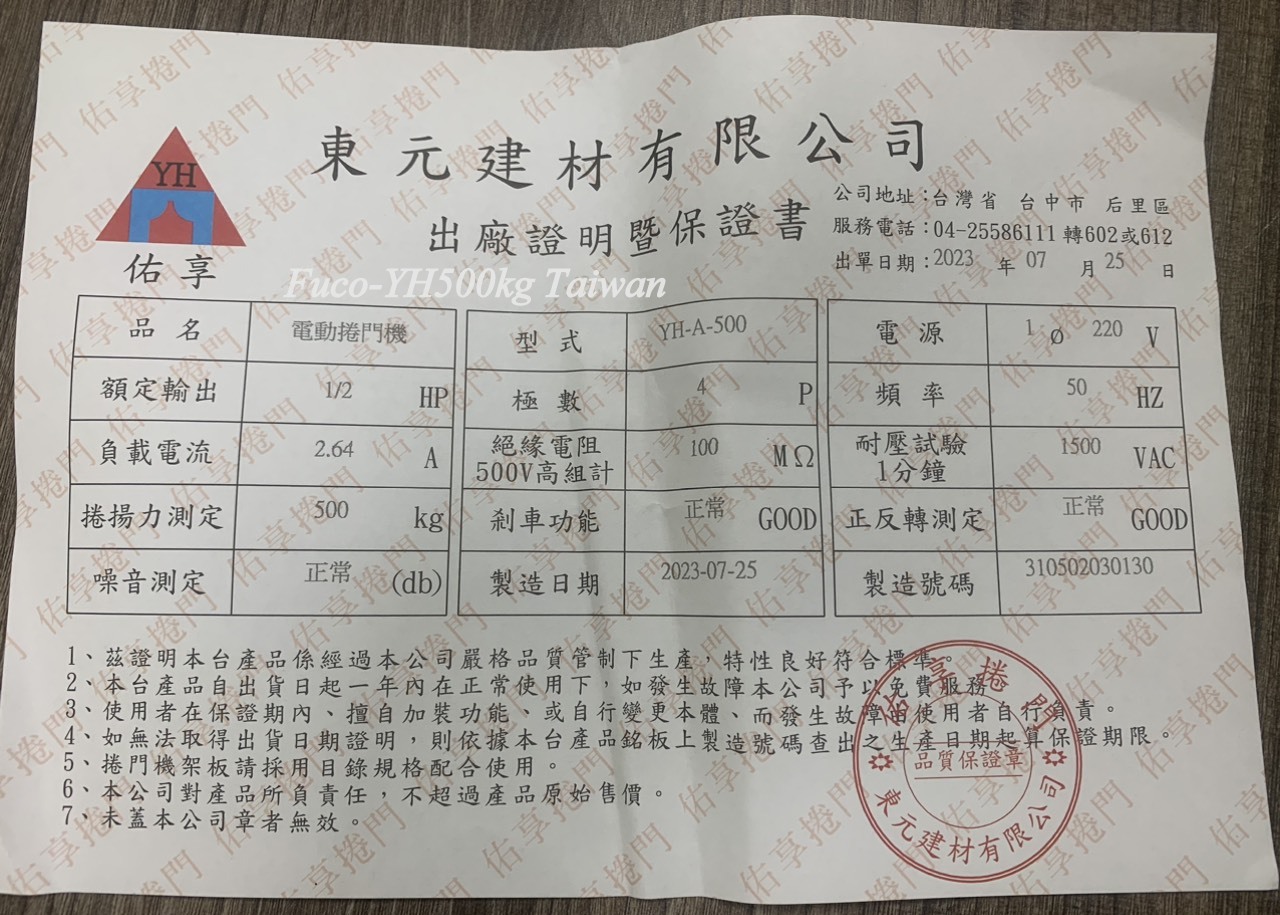 YH
佑享
東元建材有限公司
出廠證明暨保證書
公司地址：台灣省 台中市 后里區
服務電話：04-25586111 轉602或612
出單日期：2023 年 07 月 25 日
Fuco-YH500kg Taiwan
品名 電動捲門機 型式 YH-A-500 電源 1 Ø 220 V
額定輸出 1/2 HP 極數 4 P 頻率 50 HZ
負載電流 2.64 A 絕緣電阻 500V高組計 100 MΩ 耐壓試驗 1分鐘 1500 VAC
捲揚力測定 500 kg 剎車功能 正常 GOOD 正反轉測定 正常 GOOD
噪音測定 正常 (db) 製造日期 2023-07-25 製造號碼 310502030130
1、茲證明本台產品係經過本公司嚴格品質管制下生產，特性良好符合標準。
2、本台產品自出貨日起一年內在正常使用下，如發生故障本公司予以免費服務
3、使用者在保證期內、擅自加裝功能、或自行變更本體、而發生故障由使用者自行負責。
4、如無法取得出貨日期證明，則依據本台產品銘板上製造號碼查出之生產日期起算保證期限。
5、捲門機架板請採用目錄規格配合使用。
6、本公司對產品所負責任，不超過產品原始售價。
7、未蓋本公司章者無效。
佑享捲門
品質保證章
東元建材有限公司